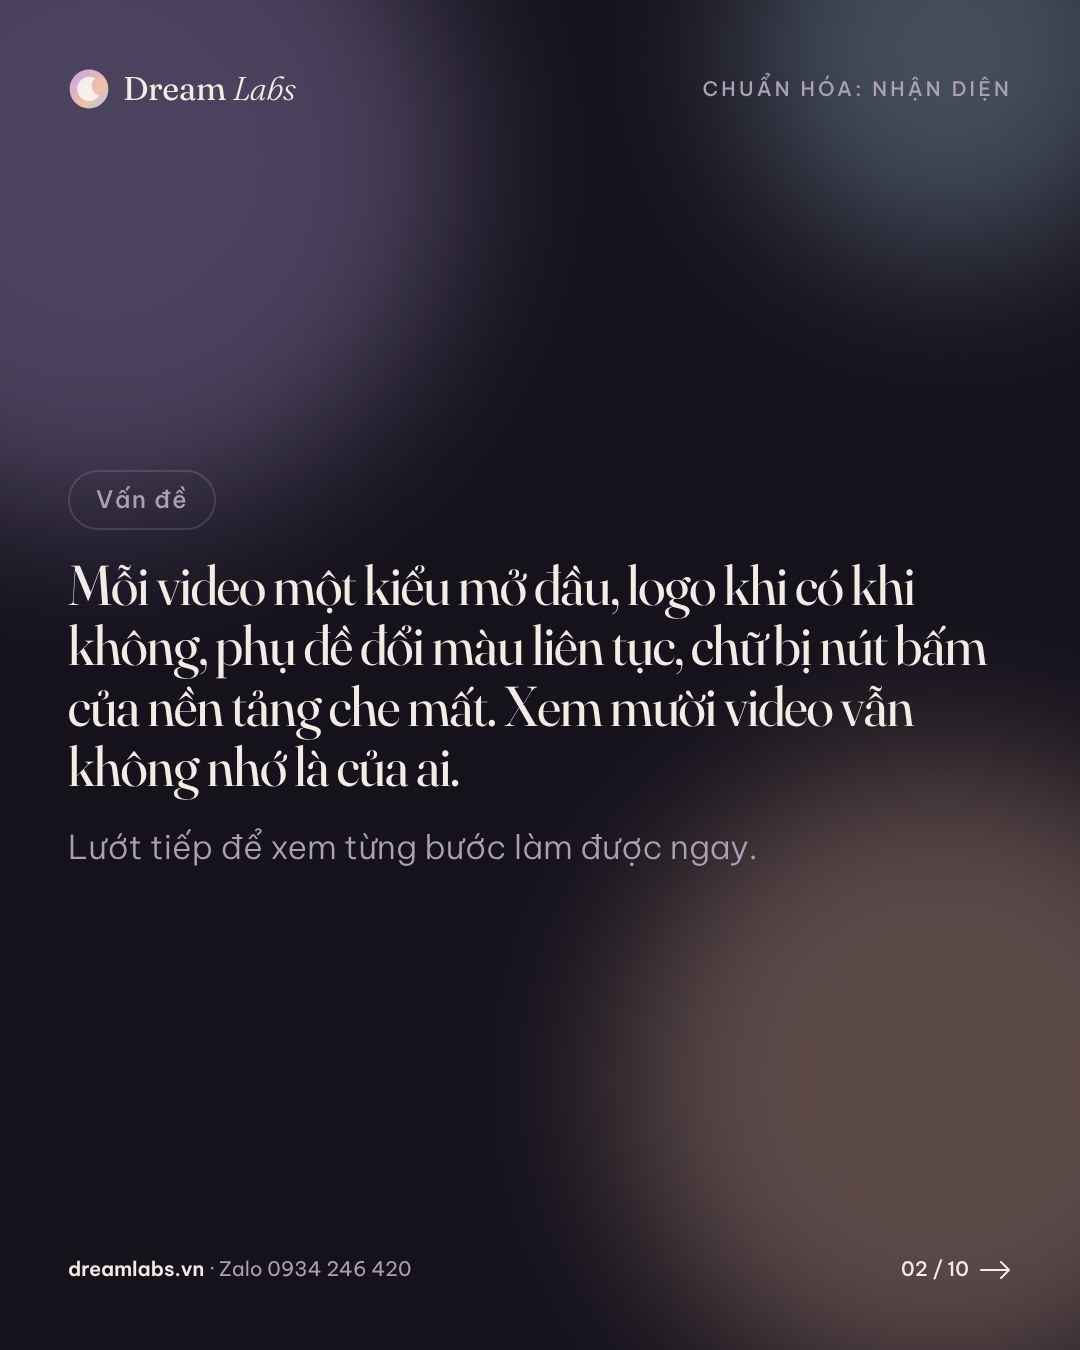 Dream Labs
CHUẨN HÓA: NHẬN DIỆN
Vấn đề
Mỗi video một kiểu mở đầu, logo khi có khi
không, phụ đề đổi màu liên tục, chữ bị nút bấm
của nền tảng che mất. Xem mười video vẫn
không nhớ là của ai.
Lướt tiếp để xem từng bước làm được ngay.
dreamlabs.vn · Zalo 0934 246 420
02 / 10 →